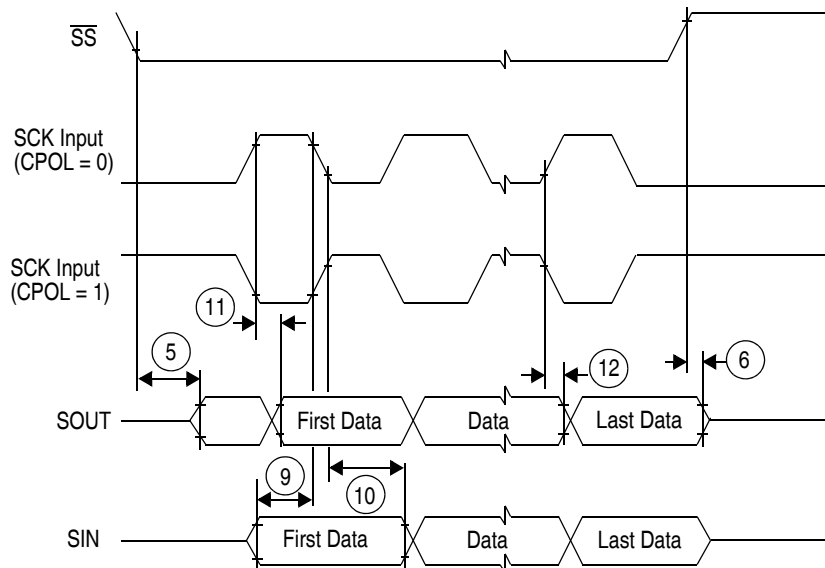 SS
SCK Input
(CPOL = 0)
SCK Input
(CPOL = 1)
11
5
12
6
SOUT
First Data
Data
Last Data
9
10
SIN
First Data
Data
Last Data